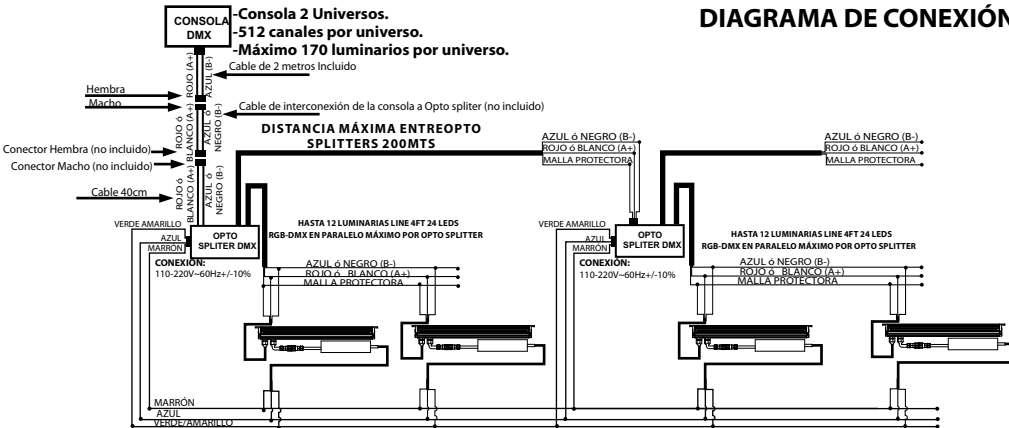 DIAGRAMA DE CONEXIÓN
CONSOLA
DMX
-Consola 2 Universos.
-512 canales por universo.
-Máximo 170 luminarios por universo.
ROJO (A+)
AZUL (B-)
Cable de 2 metros Incluido
Hembra
Macho
Cable de interconexión de la consola a Opto spliter (no incluido)
ROJO ó
BLANCO (A+)
AZUL ó
NEGRO (B-)
Conector Hembra (no incluido)
Conector Macho (no incluido)
Cable 40cm
ROJO ó
BLANCO (A+)
AZUL ó
NEGRO (B-)
DISTANCIA MÁXIMA ENTREOPTO
SPLITTERS 200MTS
AZUL ó NEGRO (B-)
ROJO ó BLANCO (A+)
MALLA PROTECTORA
AZUL ó NEGRO (B-)
ROJO ó BLANCO (A+)
MALLA PROTECTORA
VERDE AMARILLO
AZUL
MARRÓN
OPTO
SPLITER DMX
CONEXIÓN:
110-220V~60Hz+/-10%
HASTA 12 LUMINARIAS LINE 4FT 24 LEDS
RGB-DMX EN PARALELO MÁXIMO POR OPTO SPLITTER
AZUL ó NEGRO (B-)
ROJO ó BLANCO (A+)
MALLA PROTECTORA
VERDE AMARILLO
AZUL
MARRÓN
OPTO
SPLITER DMX
CONEXIÓN:
110-220V~60Hz+/-10%
HASTA 12 LUMINARIAS LINE 4FT 24 LEDS
RGB-DMX EN PARALELO MÁXIMO POR OPTO SPLITTER
AZUL ó NEGRO (B-)
ROJO ó BLANCO (A+)
MALLA PROTECTORA
MARRÓN
AZUL
VERDE/AMARILLO